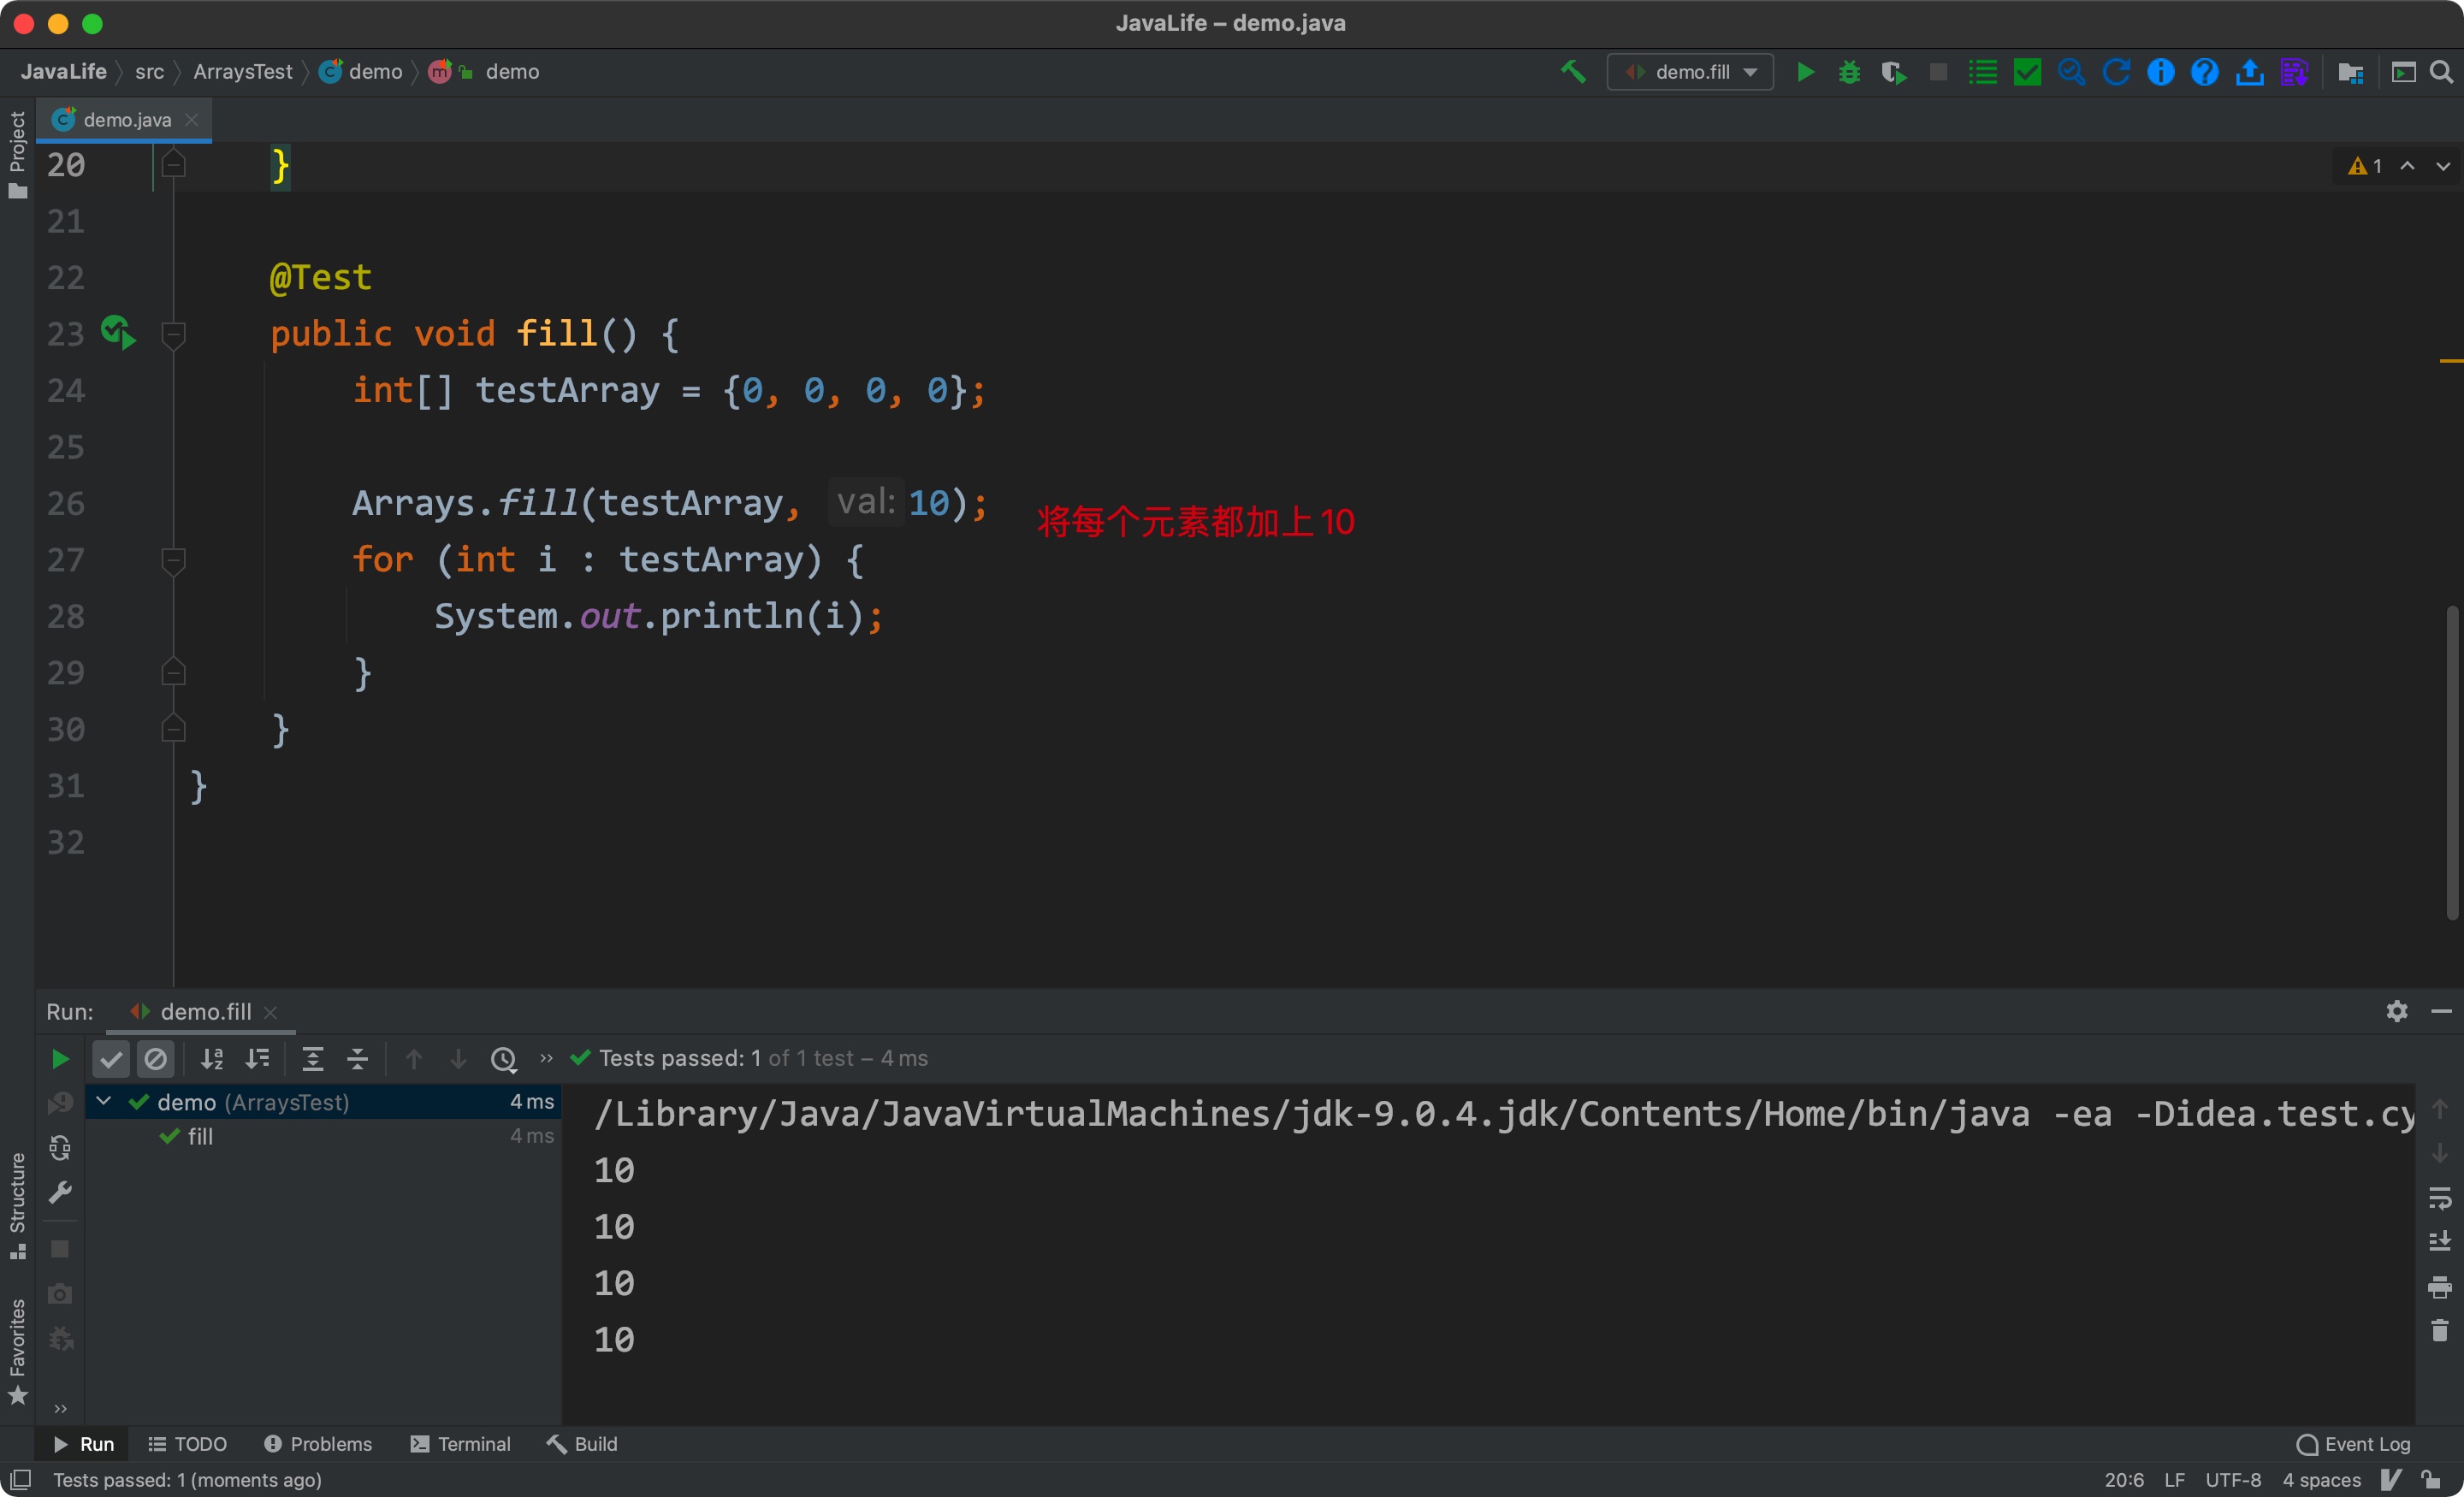 JavaLife – demo.java
JavaLife src ArraysTest demo demo
demo.fill
Project
demo.java
20 }
1
21
22 @Test
23 public void fill() {
24 int[] testArray = {0, 0, 0, 0};
25
26 Arrays.fill(testArray, val: 10);
将每个元素都加上10
27 for (int i : testArray) {
28 System.out.println(i);
29 }
30 }
31 }
32
Run: demo.fill
Tests passed: 1 of 1 test – 4 ms
demo (ArraysTest) 4 ms
fill 4 ms
/Library/Java/JavaVirtualMachines/jdk-9.0.4.jdk/Contents/Home/bin/java -ea -Didea.test.cy
10
10
10
10
Structure
Favorites
Run TODO Problems Terminal Build Event Log
Tests passed: 1 (moments ago) 20:6 LF UTF-8 4 spaces